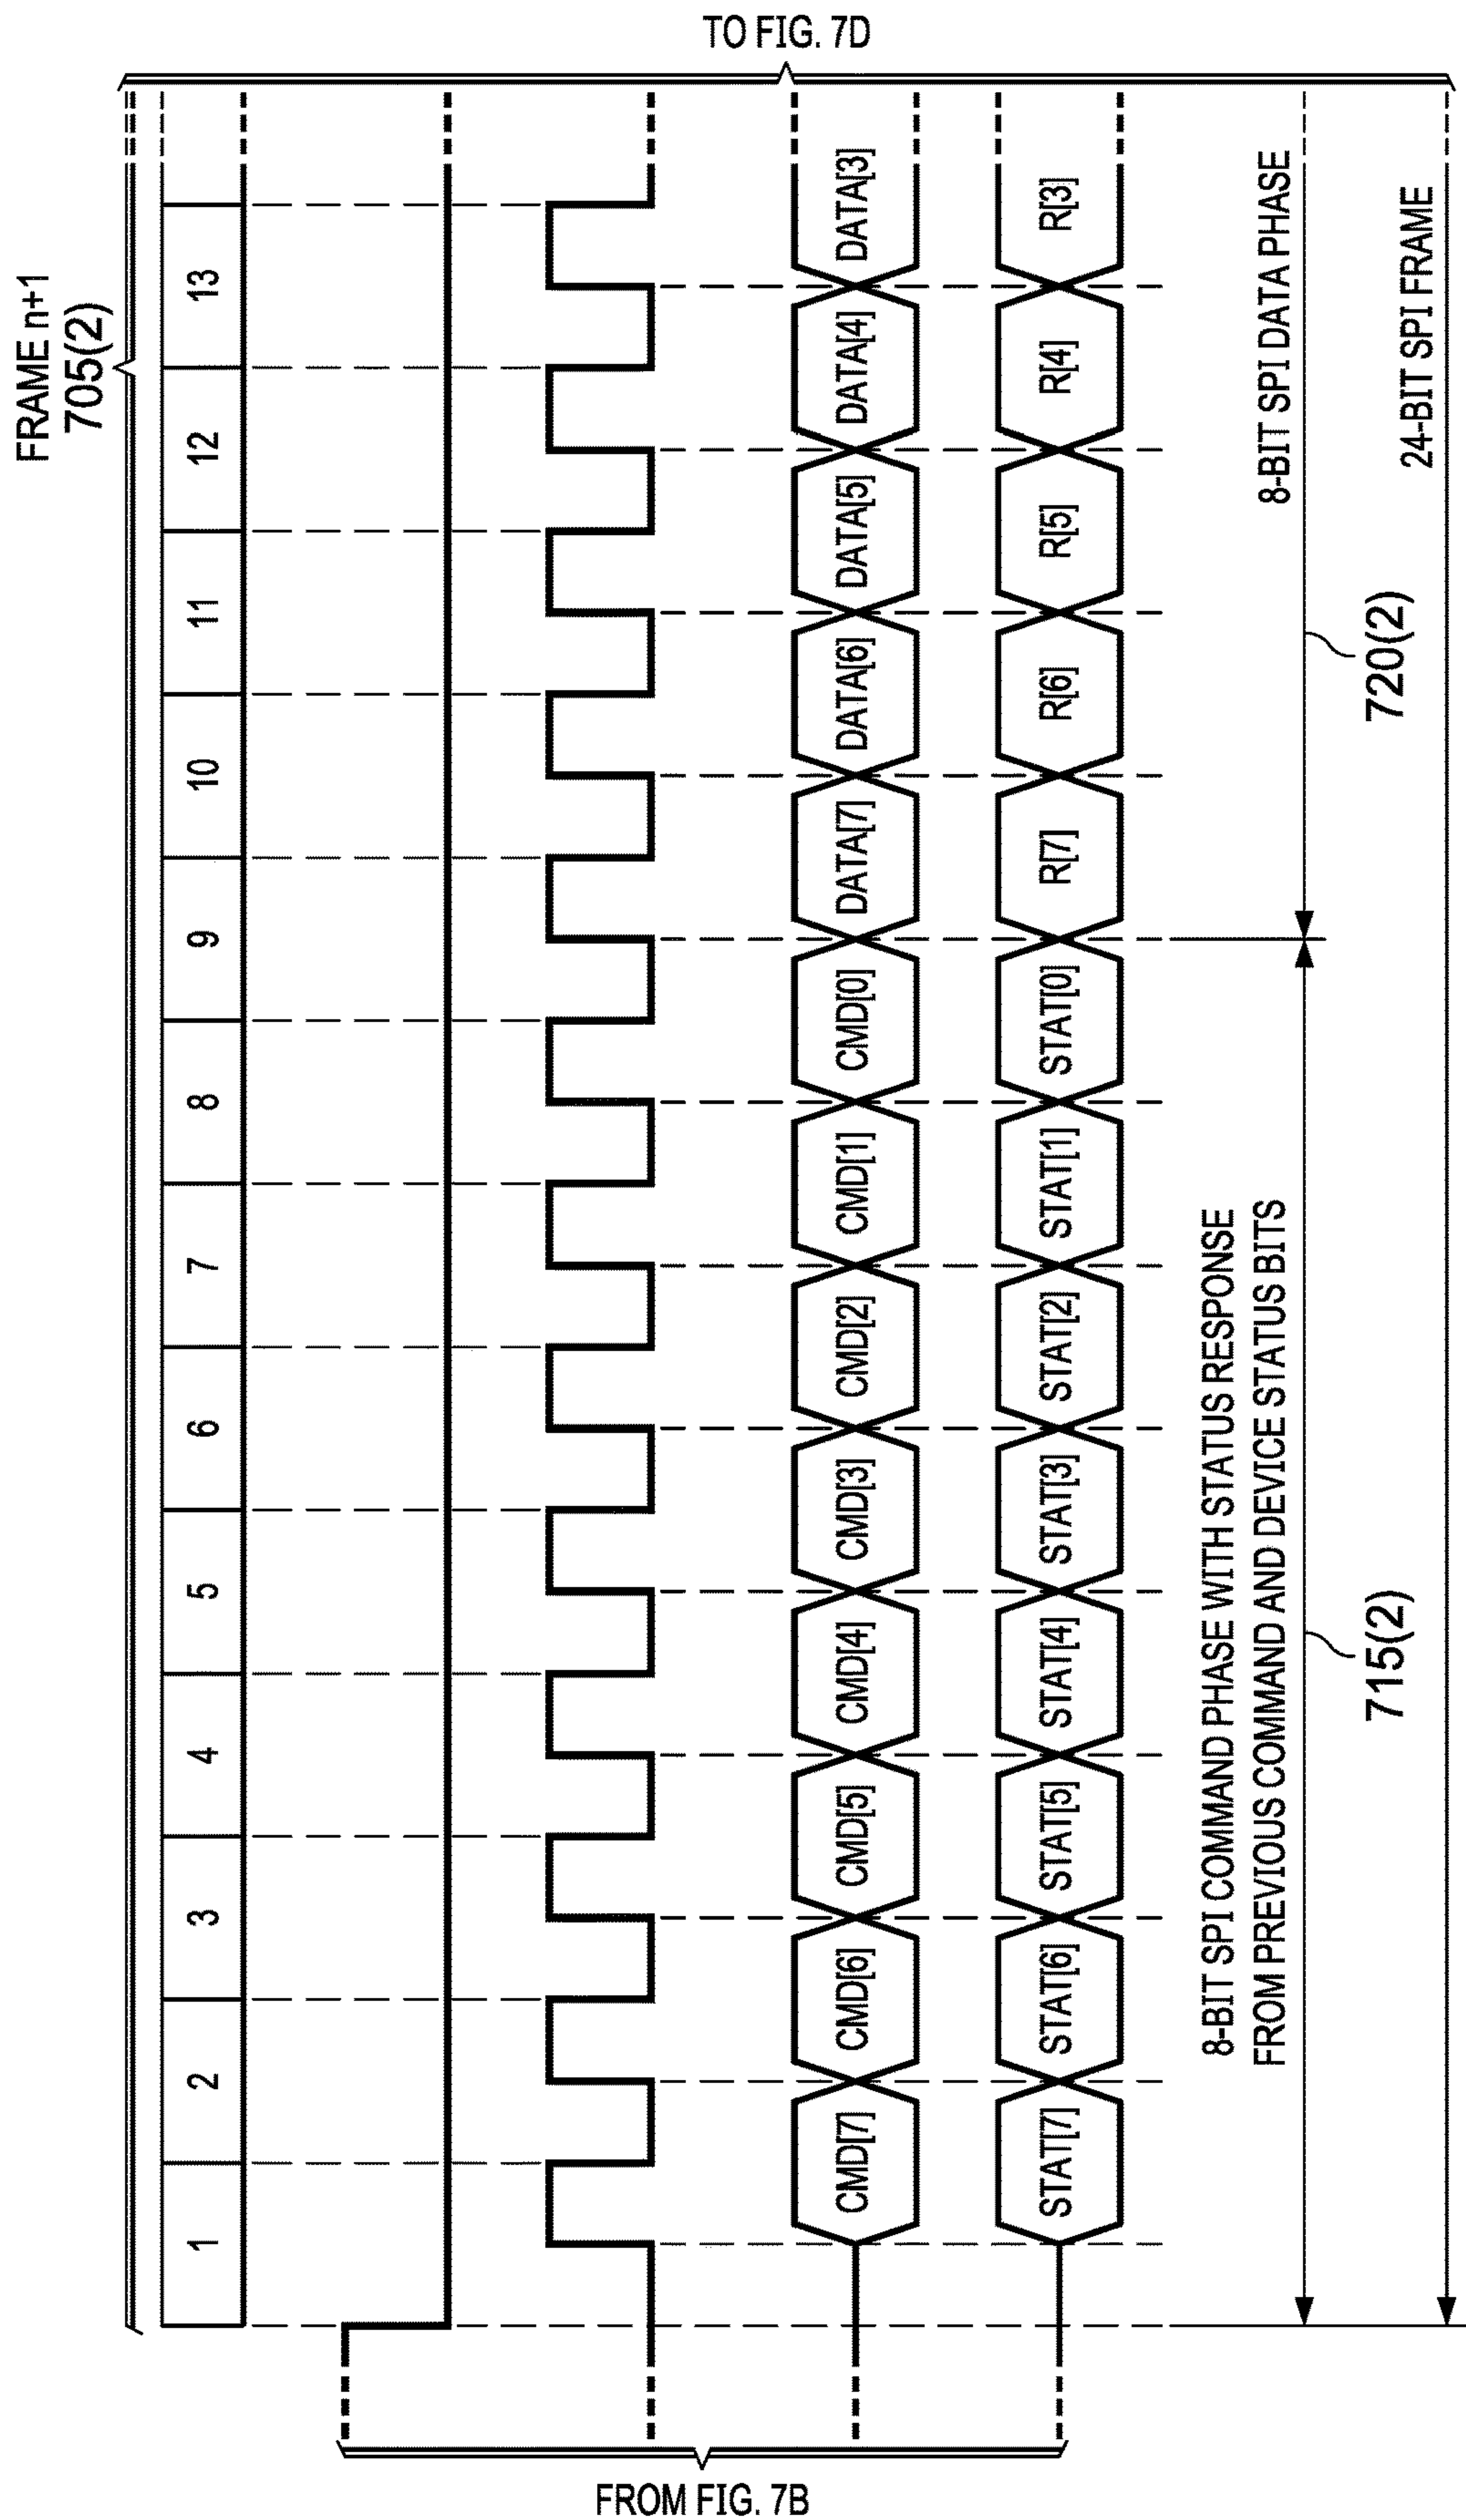 FRAME n+1
705(2)
1 2 3 4 5 6 7 8 9 10 11 12 13
FROM FIG. 7B
TO FIG. 7D
CMD[7] CMD[6] CMD[5] CMD[4] CMD[3] CMD[2] CMD[1] CMD[0] DATA[7] DATA[6] DATA[5] DATA[4] DATA[3]
STAT[7] STAT[6] STAT[5] STAT[4] STAT[3] STAT[2] STAT[1] STAT[0] R[7] R[6] R[5] R[4] R[3]
8-BIT SPI COMMAND PHASE WITH STATUS RESPONSE
FROM PREVIOUS COMMAND AND DEVICE STATUS BITS
8-BIT SPI DATA PHASE
715(2)
720(2)
24-BIT SPI FRAME